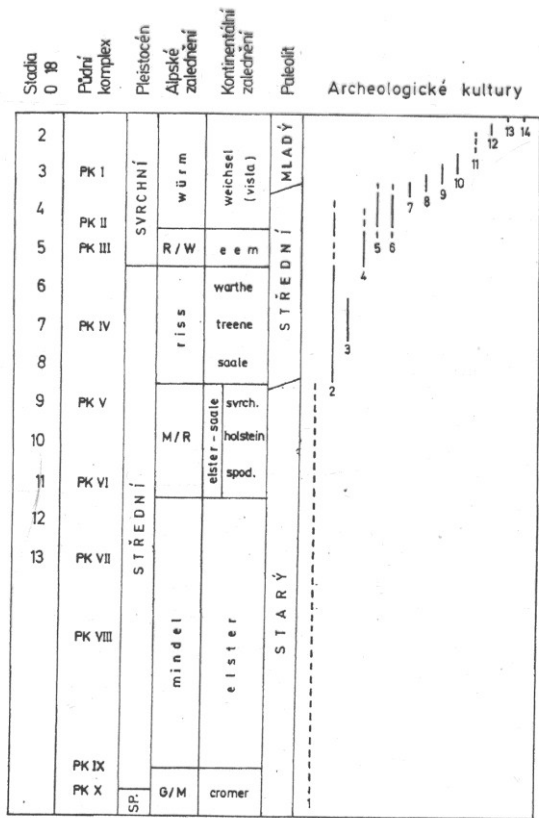 Stadia
O 18
Půdní
komplex
Pleistocén
Alpské
zalednění
Kontinentální
zalednění
Paleolit
Archeologické kultury
2
3
4
5
6
7
8
9
10
11
12
13
PK I
PK II
PK III
PK IV
PK V
PK VI
PK VII
PK VIII
PK IX
PK X
SVRCHNÍ
STŘEDNÍ
SP.
würm
R / W
riss
M / R
mindel
G / M
weichsel
(visla)
eem
warthe
treene
saale
elster - saale
svrch.
holstein
spod.
elster
cromer
MLADÝ
STŘEDNÍ
STARÝ
1
2
3
4
5
6
7
8
9
10
11
12
13
14